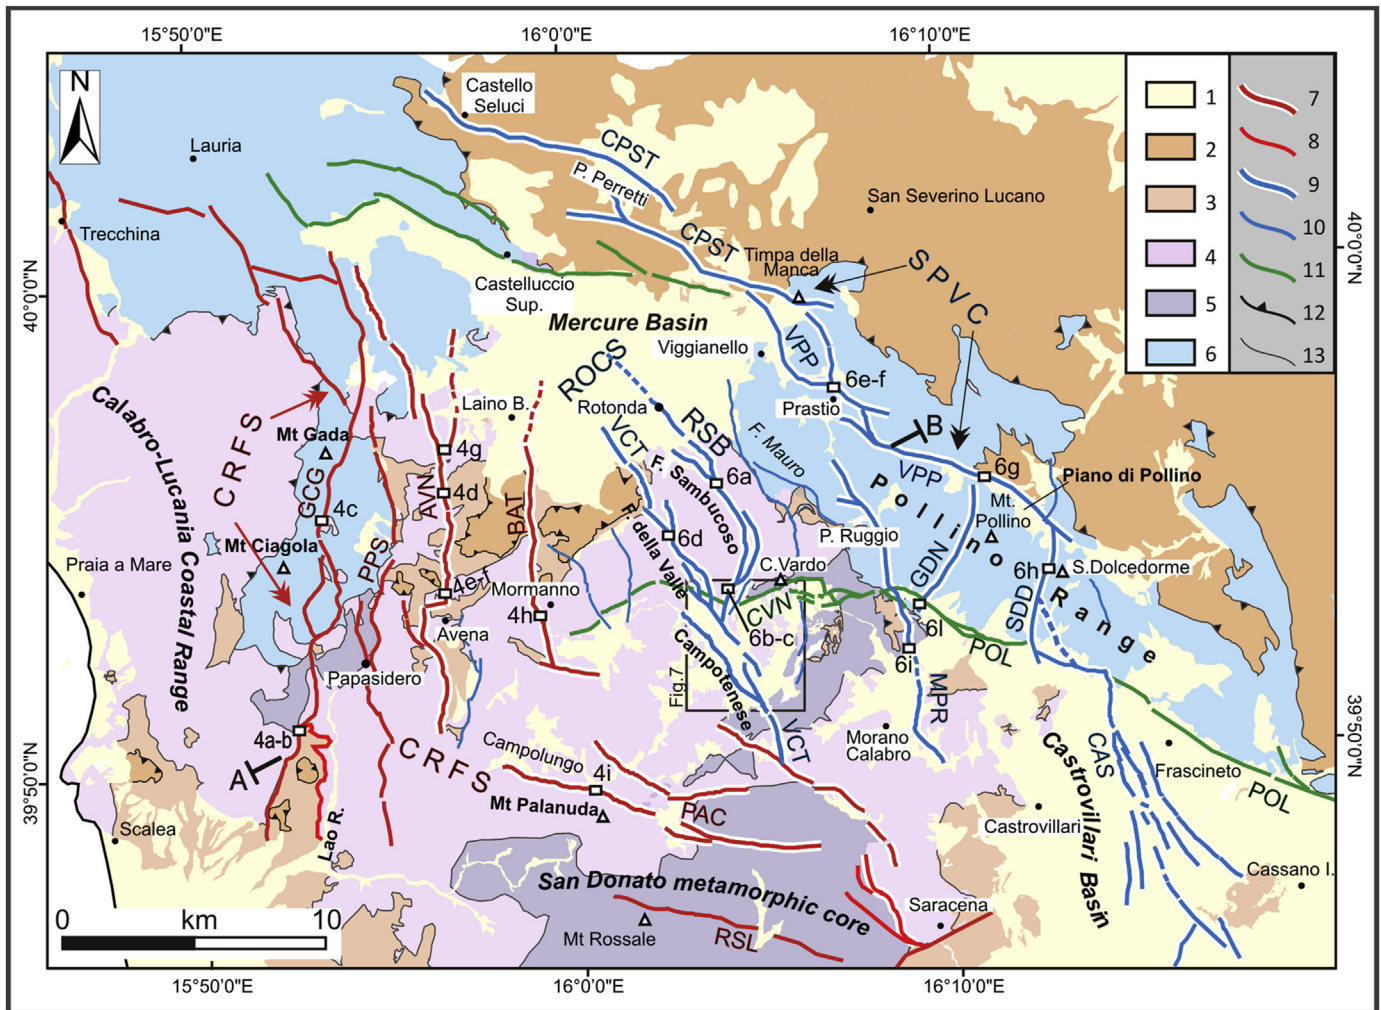 15°50'0"E
16°0'0"E
16°10'0"E
N
Castello
Seluci
Lauria
CPST
P. Perretti
San Severino Lucano
Trecchina
CPST
Timpa della
Manca
SPVC
Castelluccio
Sup.
40°0'0"N
40°0'0"N
Mercure Basin
Viggianello
VPP
ROCS
6e-f
Prastio
Calabro-Lucania Coastal Range
CRFS
Laino B.
Rotonda
RSB
VCT
F. Mauro
B
Mt Gada
4g
F. Sambucoso
6a
VPP
6g
Piano di Pollino
GCG
4c
4d
AVN
BAT
Mt.
Pollino
Pollino Range
Mt Ciagola
PPS
F. della Valle
6d
P. Ruggio
GDN
Praia a Mare
4e-f
Mormanno
C.Vardo
6h
S.Dolcedorme
4h
CVN
6l
SDD
Avena
6b-c
6i
POL
Papasidero
Campotenese
Fig.7
MPR
4a-b
A
CRFS
Campolungo
4i
VCT
Morano
Calabro
Castrovillari Basin
CAS
Frascineto
POL
39°50'0"N
39°50'0"N
Mt Palanuda
PAC
Castrovillari
Scalea
Lao R.
San Donato metamorphic core
Cassano I.
Saracena
Mt Rossale
RSL
0 km 10
15°50'0"E
16°0'0"E
16°10'0"E
1
2
3
4
5
6
7
8
9
10
11
12
13